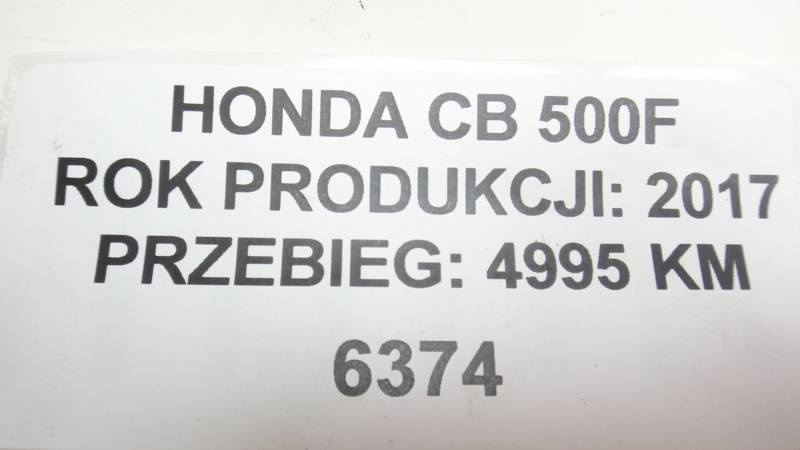 HONDA CB 500F
ROK PRODUKCJI: 2017
PRZEBIEG: 4995 KM
6374